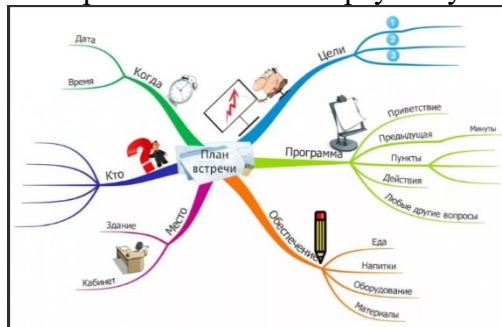 План
встречи
Когда
Дата
Время
Цели
1
2
3
Программа
Приветствие
Предыдущая
Минуты
Пункты
Действия
Любые другие вопросы
Обеспечение
Еда
Напитки
Оборудование
Материалы
Место
Здание
Кабинет
Кто